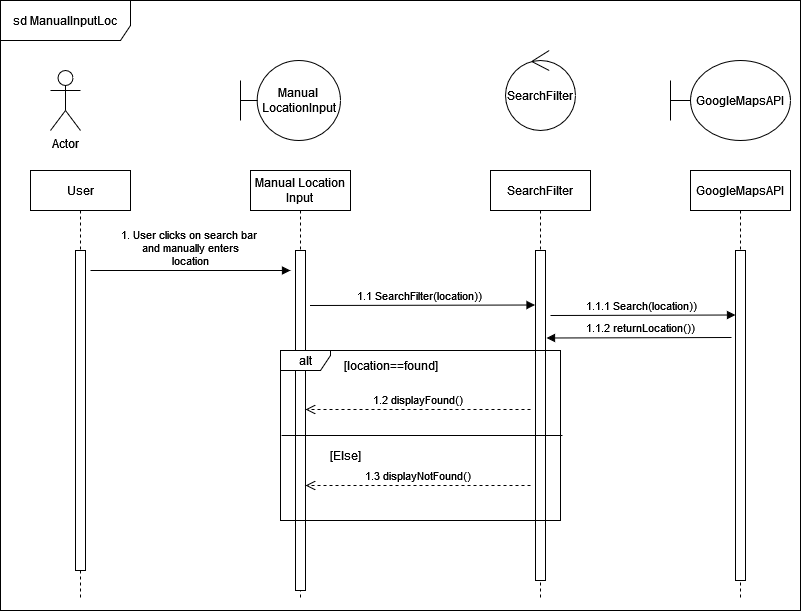 sd ManualInputLoc
Manual
LocationInput
SearchFilter
GoogleMapsAPI
Actor
User
Manual Location
Input
SearchFilter
GoogleMapsAPI
1. User clicks on search bar
and manually enters
location
1.1 SearchFilter(location))
1.1.1 Search(location))
1.1.2 returnLocation())
alt
[location==found]
1.2 displayFound()
[Else]
1.3 displayNotFound()